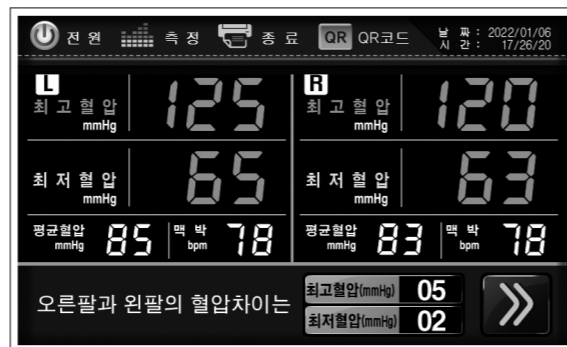 전원 측정 종료 QR QR코드 날짜: 2022/01/06
시간: 17/26/20
L 최고혈압 mmHg 125 R 최고혈압 mmHg 120
최저혈압 mmHg 65 최저혈압 mmHg 63
평균혈압 mmHg 85 맥박 bpm 78 평균혈압 mmHg 83 맥박 bpm 78
오른팔과 왼팔의 혈압차이는
최고혈압(mmHg) 05
최저혈압(mmHg) 02